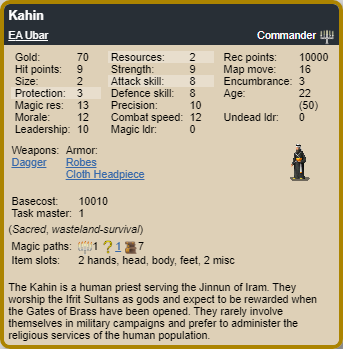 Kahin
EA Ubar Commander
Gold: 70 Resources: 2 Rec points: 10000
Hit points: 9 Strength: 9 Map move: 16
Size: 2 Attack skill: 8 Encumbrance: 3
Protection: 3 Defence skill: 8 Age: 22
Magic res: 13 Precision: 10 (50)
Morale: 12 Combat speed: 12 Undead ldr: 0
Leadership: 10 Magic ldr: 0
Weapons: Armor:
Dagger Robes
Cloth Headpiece
Basecost: 10010
Task master: 1
(Sacred, wasteland-survival)
Magic paths: 1 ? 1 7
Item slots: 2 hands, head, body, feet, 2 misc
The Kahin is a human priest serving the Jinnun of Iram. They
worship the Ifrit Sultans as gods and expect to be rewarded when
the Gates of Brass have been opened. They rarely involve
themselves in military campaigns and prefer to administer the
religious services of the human population.